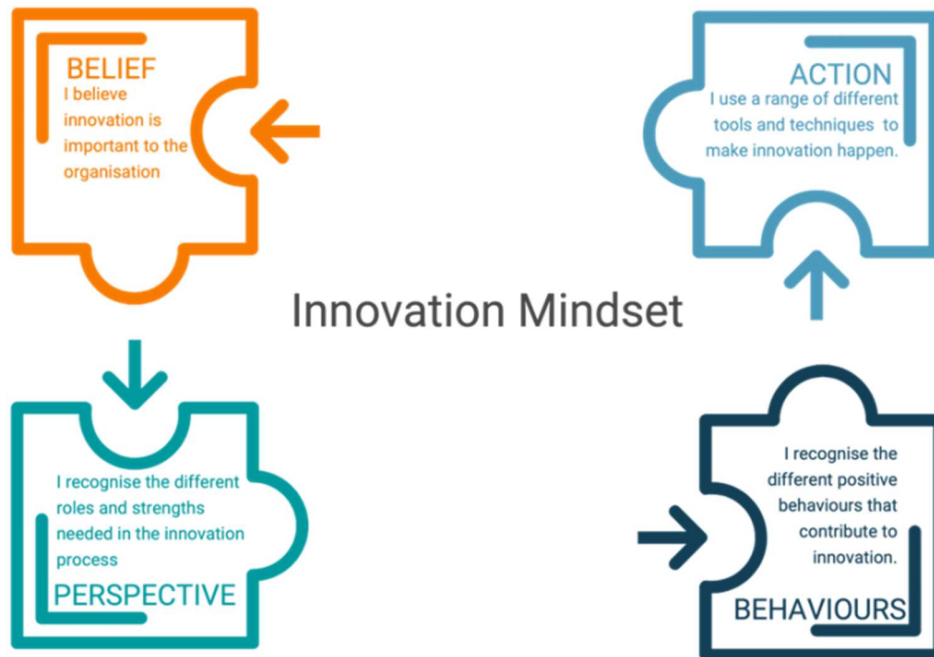 BELIEF
I believe
innovation is
important to the
organisation
ACTION
I use a range of different
tools and techniques to
make innovation happen.
Innovation Mindset
I recognise the different
roles and strengths
needed in the innovation
process
PERSPECTIVE
I recognise the
different positive
behaviours that
contribute to
innovation.
BEHAVIOURS